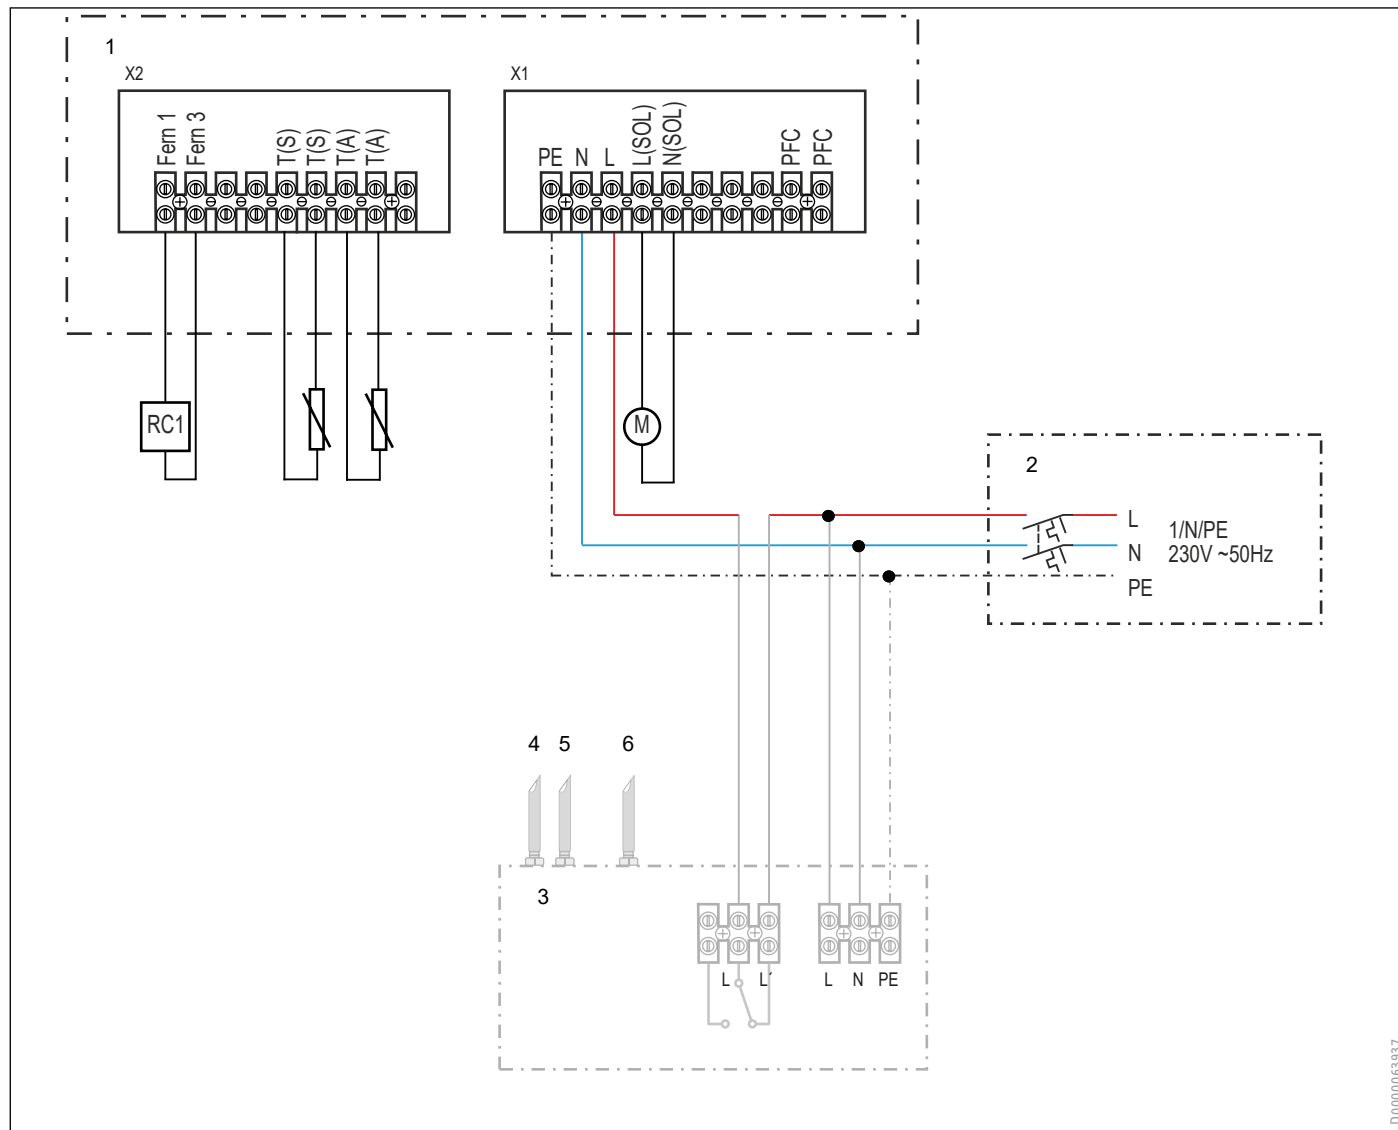 1
X2
X1
Fern 1
Fern 3
T(S)
T(S)
T(A)
T(A)
PE
N
L
L(SOL)
N(SOL)
PFC
PFC
RC1
M
2
L
N
PE
1/N/PE
230V ~50Hz
4
5
6
3
L
L´
L
N
PE
D0000063937